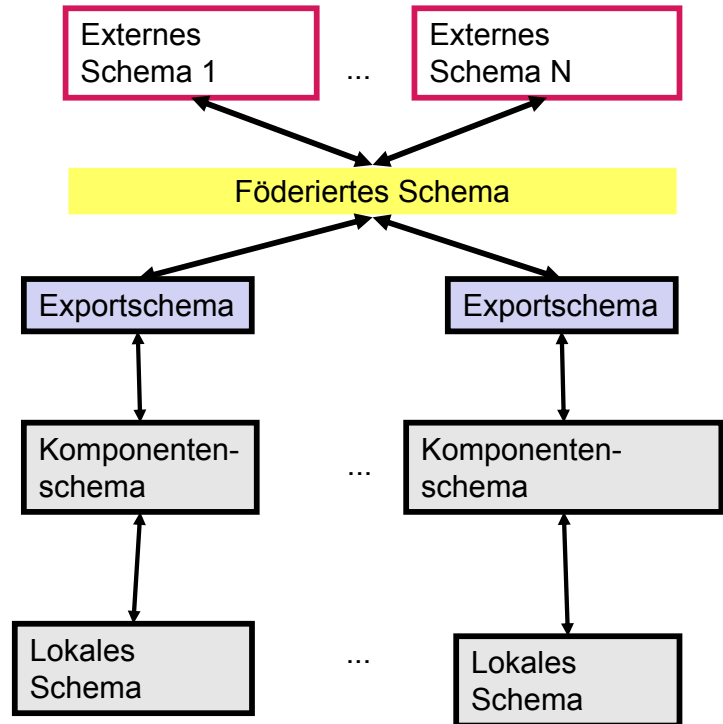 Externes
Schema 1
...
Externes
Schema N
Föderiertes Schema
Exportschema
Exportschema
Komponenten-
schema
...
Komponenten-
schema
Lokales
Schema
...
Lokales
Schema